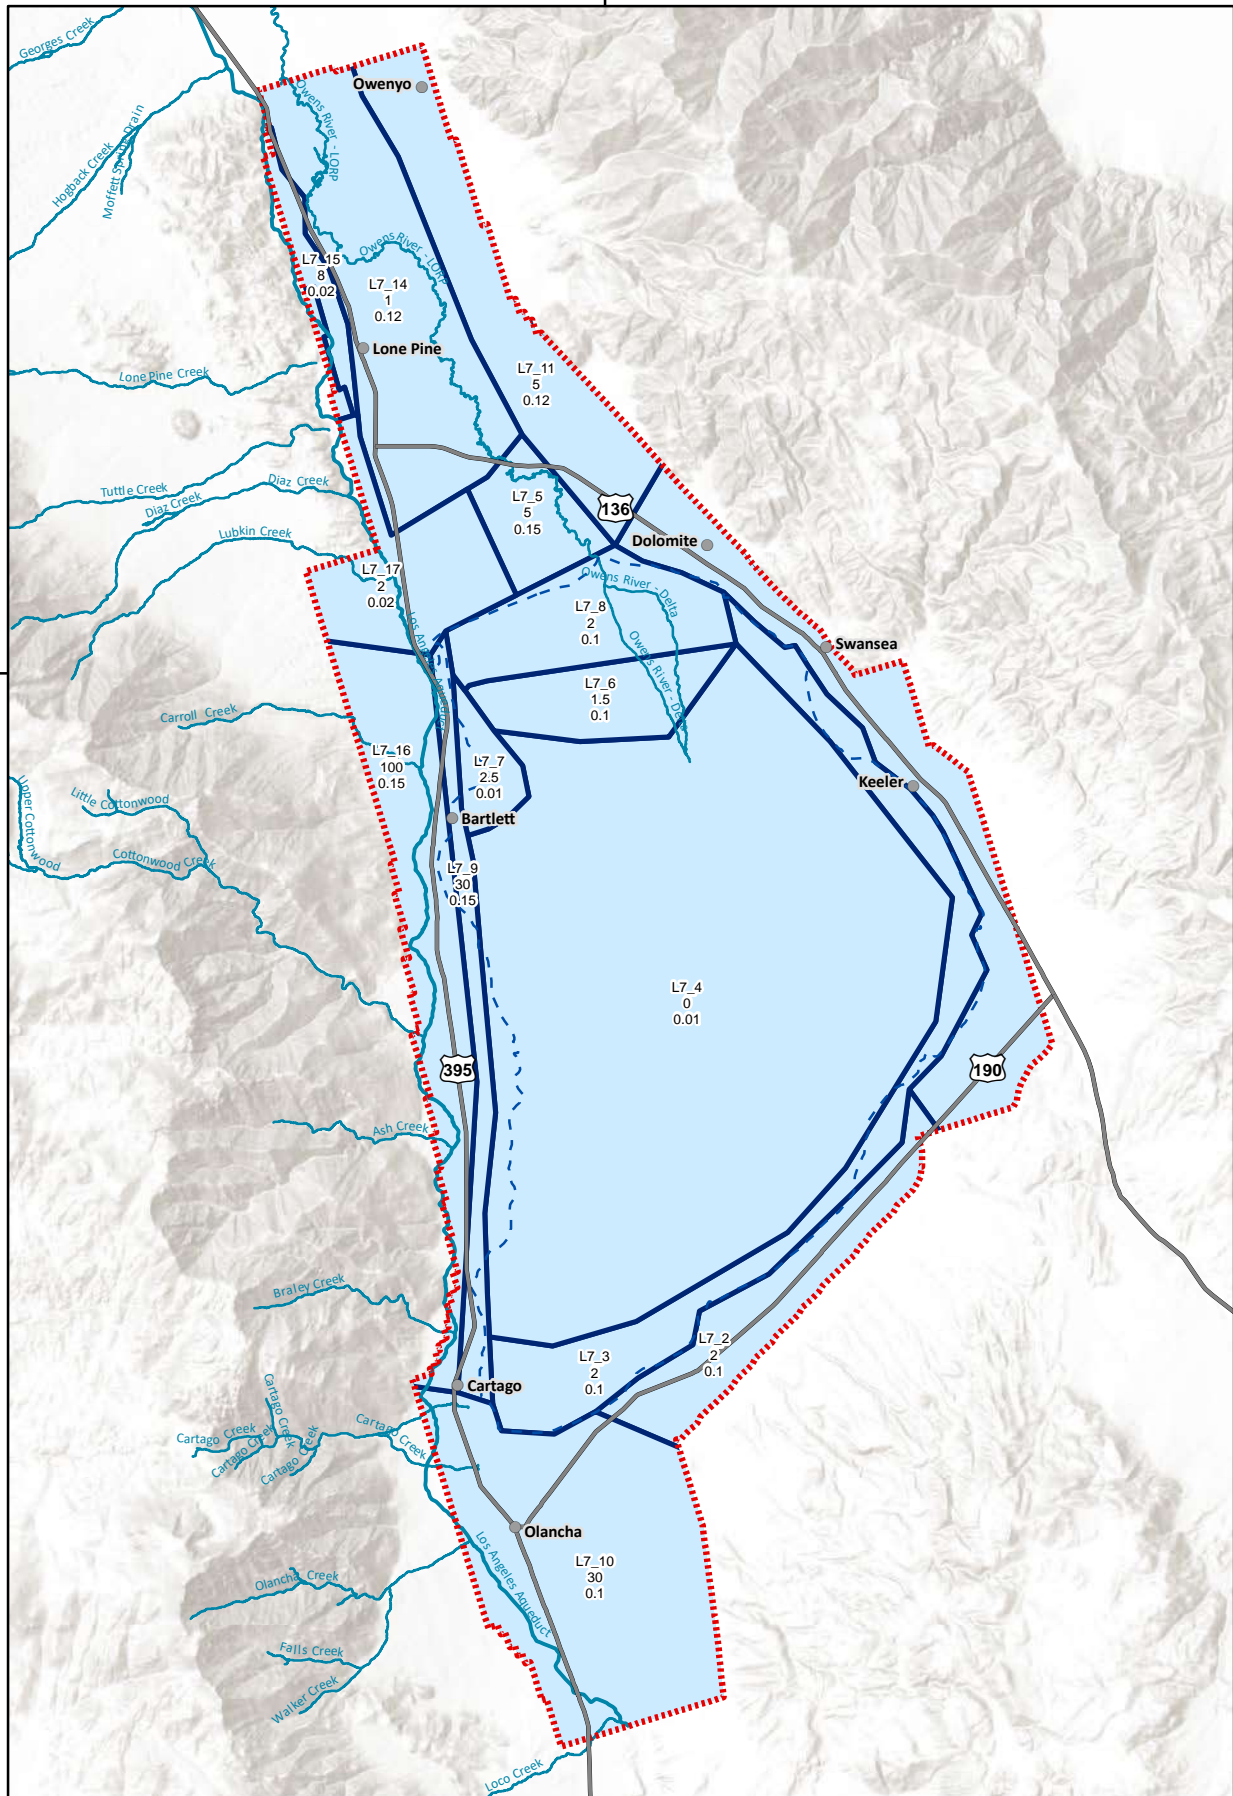 Georges Creek
Owenyo
Owens River - LORP
Hogback Creek
Moffett Spring Drain
Owens River - LORP
L7_15
8
0.02
L7_14
1
0.12
Lone Pine
Lone Pine Creek
L7_11
5
0.12
Tuttle Creek
Diaz Creek
Diaz Creek
L7_5
5
0.15
136
Lubkin Creek
Dolomite
L7_17
2
0.02
Owens River - Delta
L7_8
2
0.1
Los Angeles Aqueduct
Owens River - Delta
Swansea
L7_6
1.5
0.1
Carroll Creek
L7_16
100
0.15
L7_7
2.5
0.01
Keeler
Upper Cottonwood
Little Cottonwood
Bartlett
Cottonwood Creek
L7_9
30
0.15
L7_4
0
0.01
395
190
Ash Creek
Braley Creek
L7_3
2
0.1
L7_2
2
0.1
Cartago
Cartago Creek
Cartago Creek
Cartago Creek
Cartago Creek
Cartago Creek
Olancha
Los Angeles Aqueduct
L7_10
30
0.1
Olancha Creek
Falls Creek
Walker Creek
Loco Creek